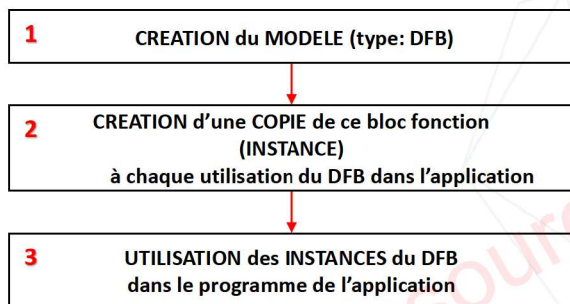 1 CREATION du MODELE (type: DFB)
2 CREATION d'une COPIE de ce bloc fonction
(INSTANCE)
à chaque utilisation du DFB dans l'application
3 UTILISATION des INSTANCES du DFB
dans le programme de l'application